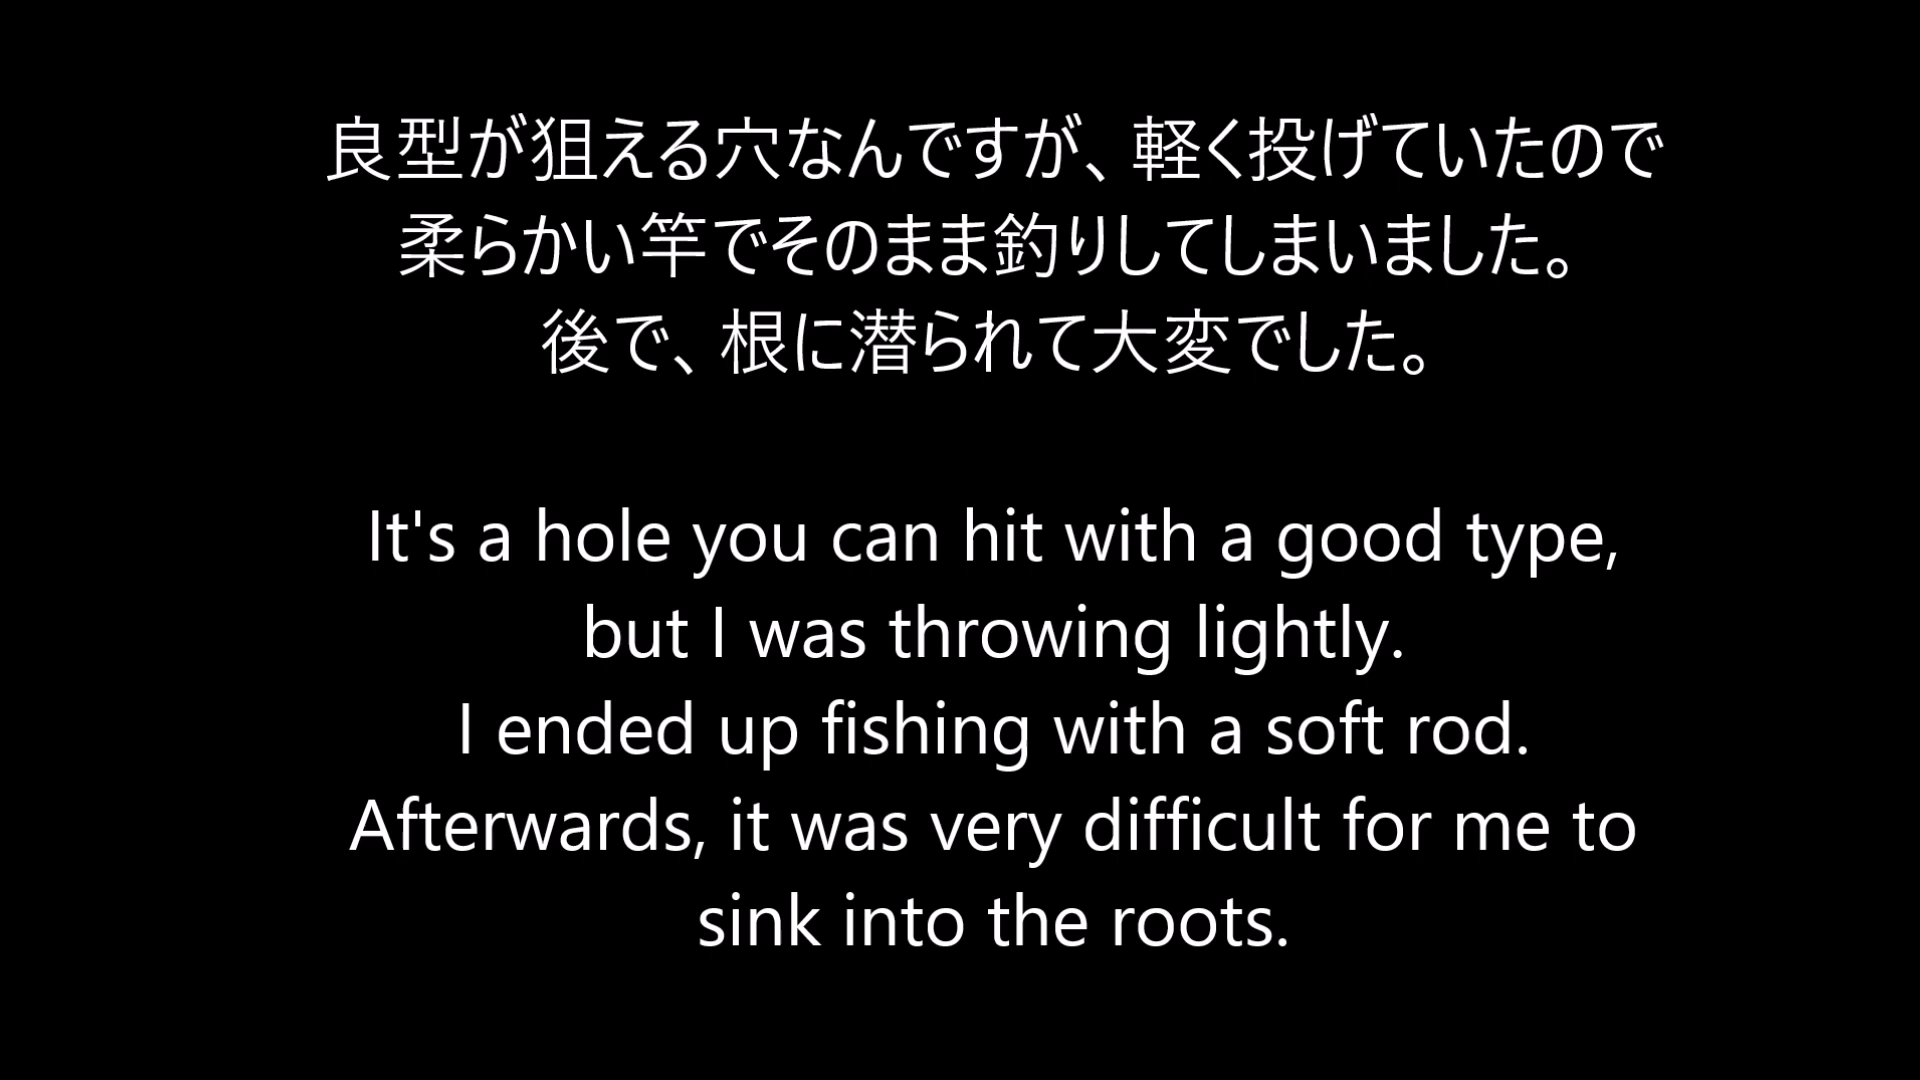 良型が狙える穴なんですが、軽く投げていたので
柔らかい竿でそのまま釣りしてしまいました。
後で、根に潜られて大変でした。
It's a hole you can hit with a good type,
but I was throwing lightly.
I ended up fishing with a soft rod.
Afterwards, it was very difficult for me to
sink into the roots.